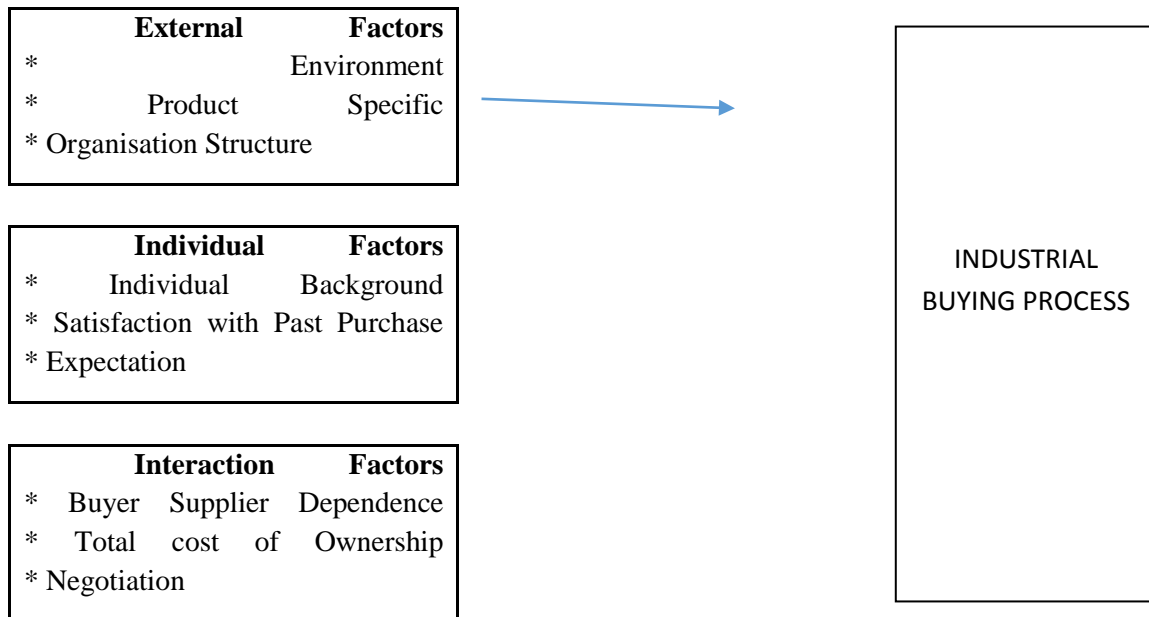 External Factors
* Environment
* Product Specific
* Organisation Structure
Individual Factors
* Individual Background
* Satisfaction with Past Purchase
* Expectation
Interaction Factors
* Buyer Supplier Dependence
* Total cost of Ownership
* Negotiation
INDUSTRIAL
BUYING PROCESS